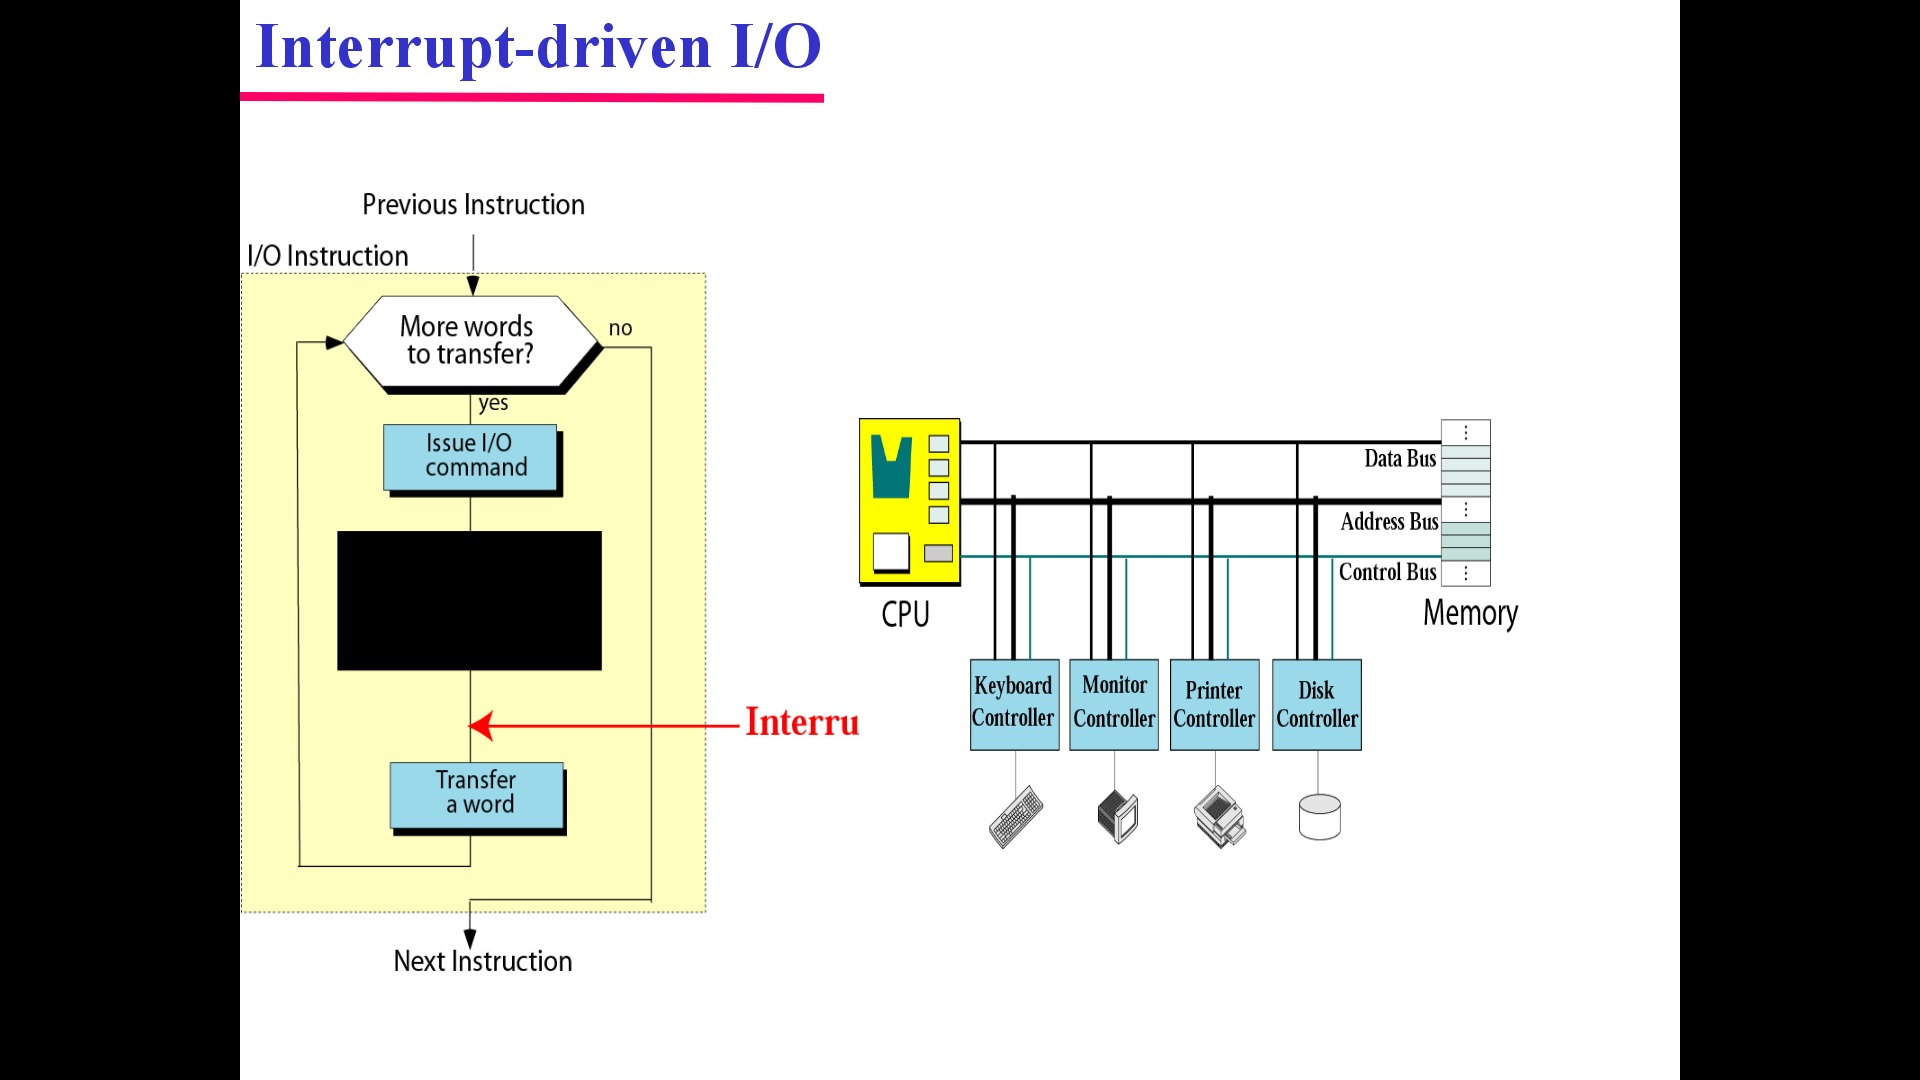 Interrupt-driven I/O
Previous Instruction
I/O Instruction
More words
to transfer?
no
yes
Issue I/O
command
Interru
Transfer
a word
Next Instruction
Data Bus
Address Bus
Control Bus
CPU
Memory
Keyboard
Controller
Monitor
Controller
Printer
Controller
Disk
Controller